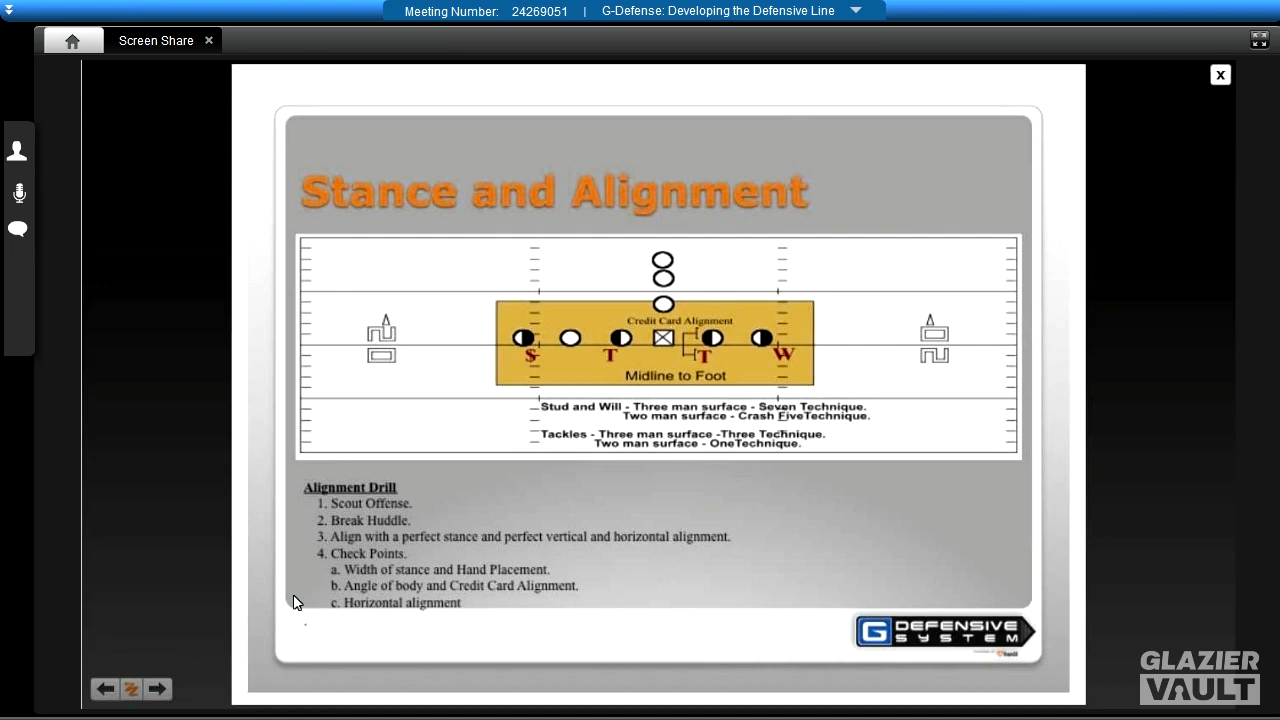 Meeting Number: 24269051 | G-Defense: Developing the Defensive Line
Screen Share
x
Stance and Alignment
Credit Card Alignment
S T T W
Midline to Foot
Stud and Will - Three man surface - Seven Technique.
Two man surface - Crash FiveTechnique.
Tackles - Three man surface -Three Technique.
Two man surface - OneTechnique.
Alignment Drill
1. Scout Offense.
2. Break Huddle.
3. Align with a perfect stance and perfect vertical and horizontal alignment.
4. Check Points.
a. Width of stance and Hand Placement.
b. Angle of body and Credit Card Alignment.
c. Horizontal alignment
G DEFENSIVE
SYSTEM
GLAZIER
VAULT